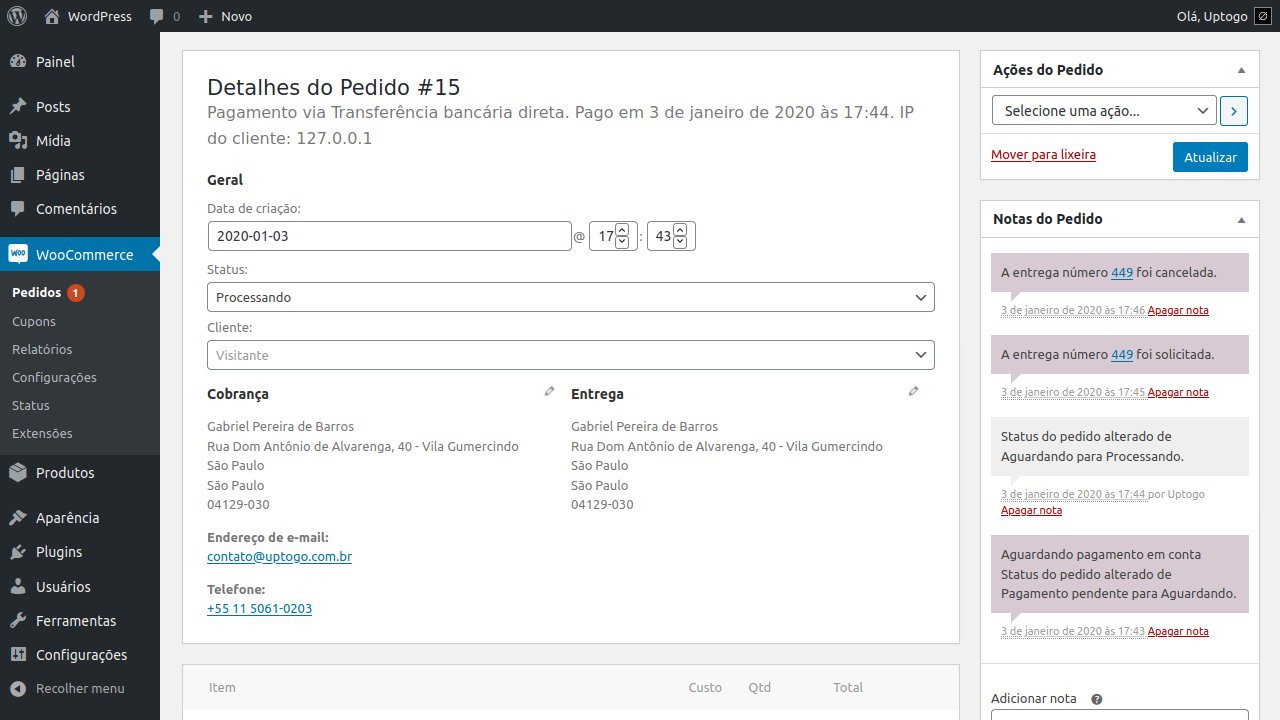 WordPress
0
Novo
Olá, Uptogo
Painel
Posts
Mídia
Páginas
Comentários
WOO
WooCommerce
Pedidos 1
Cupons
Relatórios
Configurações
Status
Extensões
Produtos
Aparência
Plugins
Usuários
Ferramentas
Configurações
Recolher menu
Detalhes do Pedido #15
Pagamento via Transferência bancária direta. Pago em 3 de janeiro de 2020 às 17:44. IP
do cliente: 127.0.0.1
Geral
Data de criação:
2020-01-03 @ 17 : 43
Status:
Processando
Cliente:
Visitante
Cobrança
Gabriel Pereira de Barros
Rua Dom Antônio de Alvarenga, 40 - Vila Gumercindo
São Paulo
São Paulo
04129-030
Endereço de e-mail:
contato@uptogo.com.br
Telefone:
+55 11 5061-0203
Entrega
Gabriel Pereira de Barros
Rua Dom Antônio de Alvarenga, 40 - Vila Gumercindo
São Paulo
São Paulo
04129-030
Item Custo Qtd Total
Ações do Pedido
Selecione uma ação...
Mover para lixeira
Atualizar
Notas do Pedido
A entrega número 449 foi cancelada.
3 de janeiro de 2020 às 17:46 Apagar nota
A entrega número 449 foi solicitada.
3 de janeiro de 2020 às 17:45 Apagar nota
Status do pedido alterado de
Aguardando para Processando.
3 de janeiro de 2020 às 17:44 por Uptogo
Apagar nota
Aguardando pagamento em conta
Status do pedido alterado de
Pagamento pendente para Aguardando.
3 de janeiro de 2020 às 17:43 Apagar nota
Adicionar nota ?